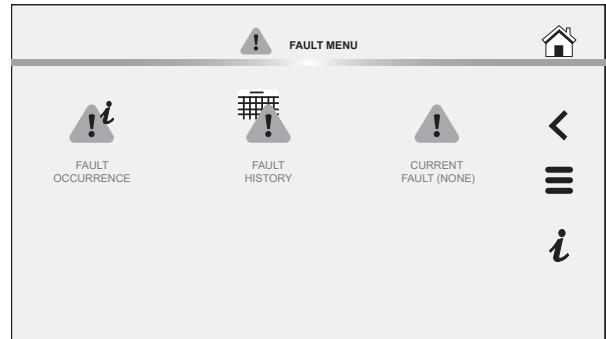 FAULT MENU
FAULT
OCCURRENCE
FAULT
HISTORY
CURRENT
FAULT (NONE)